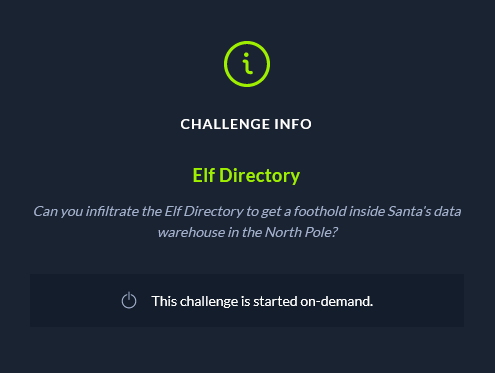 CHALLENGE INFO
Elf Directory
Can you infiltrate the Elf Directory to get a foothold inside Santa's data
warehouse in the North Pole?
This challenge is started on-demand.